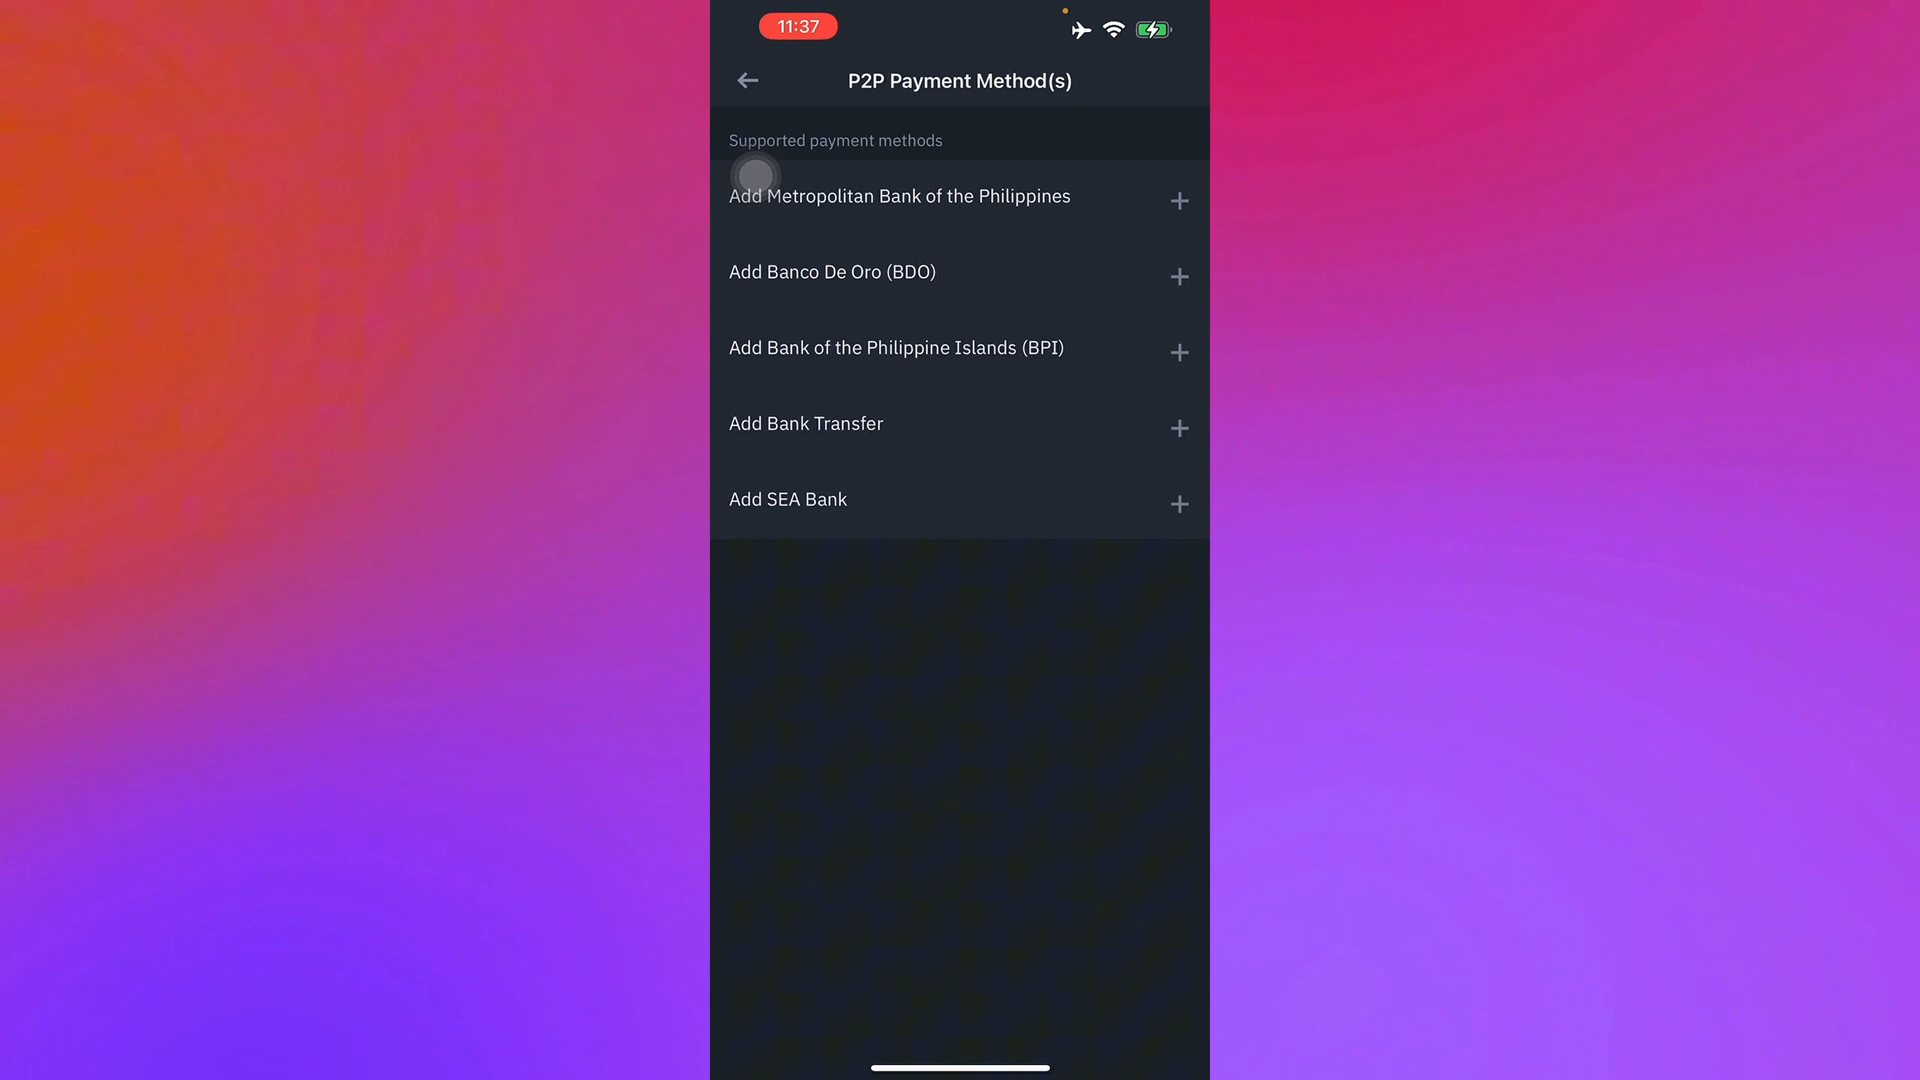 11:37
P2P Payment Method(s)
Supported payment methods
Add Metropolitan Bank of the Philippines
Add Banco De Oro (BDO)
Add Bank of the Philippine Islands (BPI)
Add Bank Transfer
Add SEA Bank